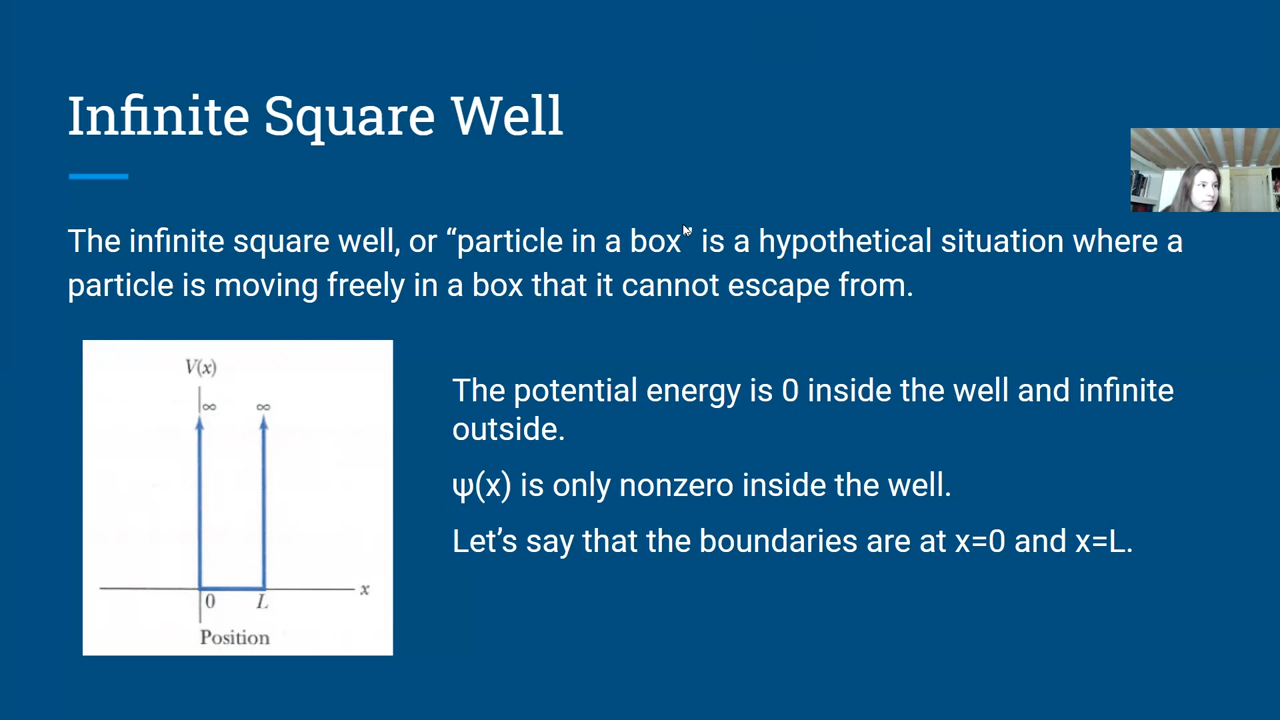 Infinite Square Well
The infinite square well, or “particle in a box” is a hypothetical situation where a
particle is moving freely in a box that it cannot escape from.
V(x)
∞ ∞
0 L x
Position
The potential energy is 0 inside the well and infinite
outside.
ψ(x) is only nonzero inside the well.
Let’s say that the boundaries are at x=0 and x=L.